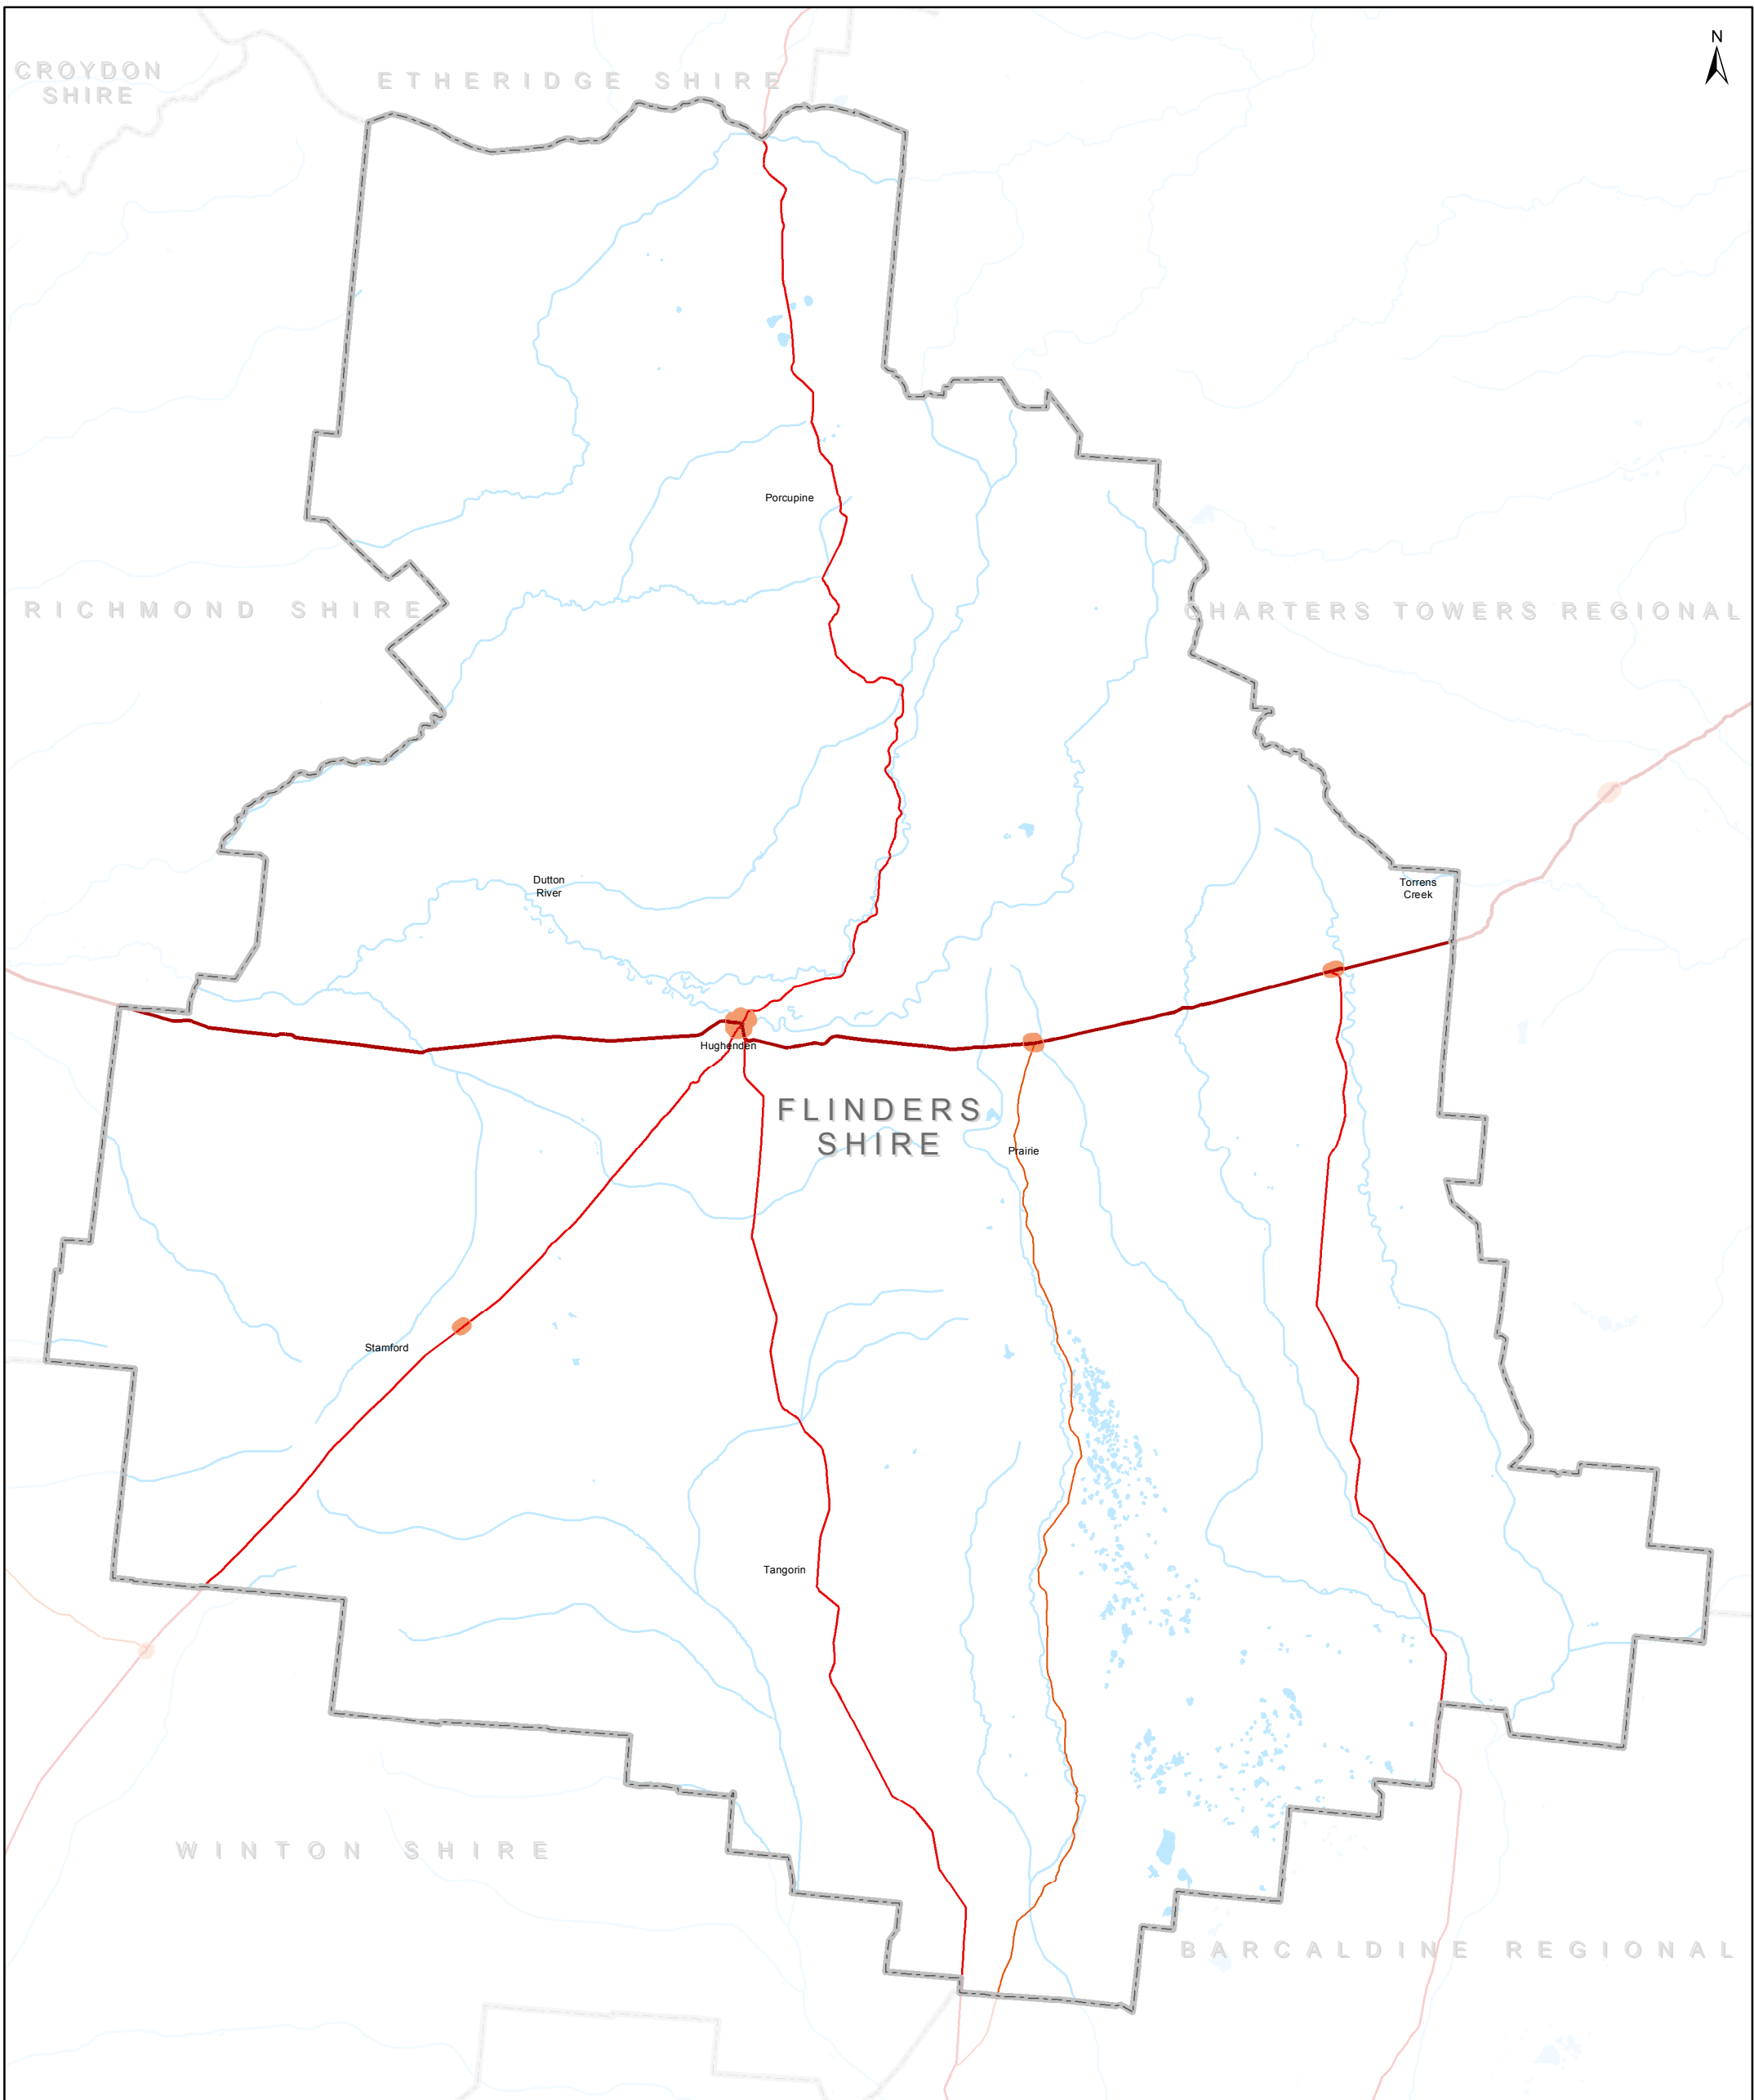 N
CROYDON
SHIRE
ETHERIDGE SHIRE
Porcupine
RICHMOND SHIRE
CHARTERS TOWERS REGIONAL
Dutton
River
Torrens
Creek
Hughenden
FLINDERS
SHIRE
Prairie
Stamford
Tangorin
WINTON SHIRE
BARCALDINE REGIONAL